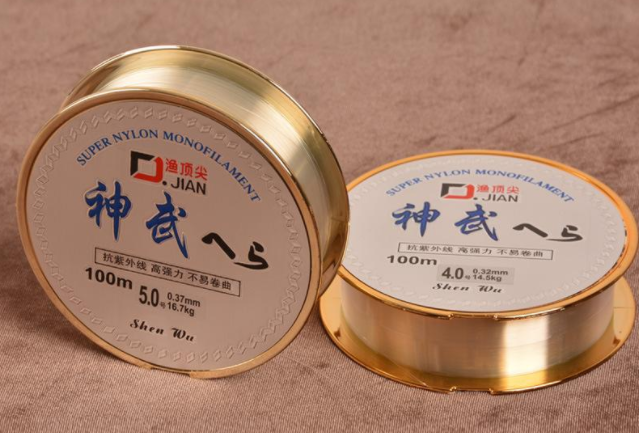 SUPER NYLON MONOFILAMENT
渔顶尖
D.JIAN
神武へら
抗紫外线 高强力 不易卷曲
100m
5.0号 0.37mm 16.7kg
Shen Wu
SUPER NYLON MONOFILAMENT
渔顶尖
D.JIAN
神武へら
抗紫外线 高强力 不易卷曲
100m
4.0号 0.32mm 14.5kg
Shen Wu